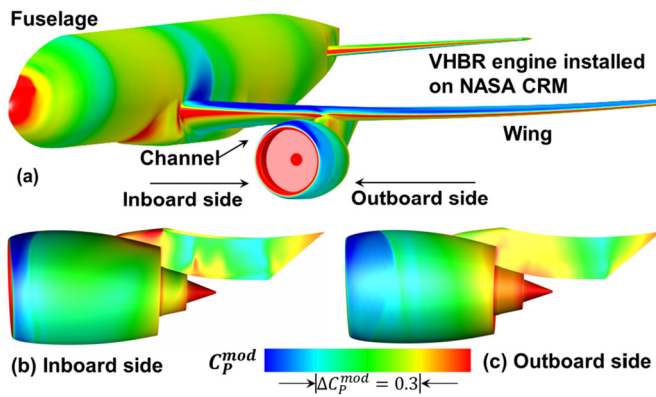 Fuselage
VHBR engine installed
on NASA CRM
Channel
Wing
(a)
Inboard side
Outboard side
(b) Inboard side
C_P^{mod}
(c) Outboard side
ΔC_P^{mod} = 0.3